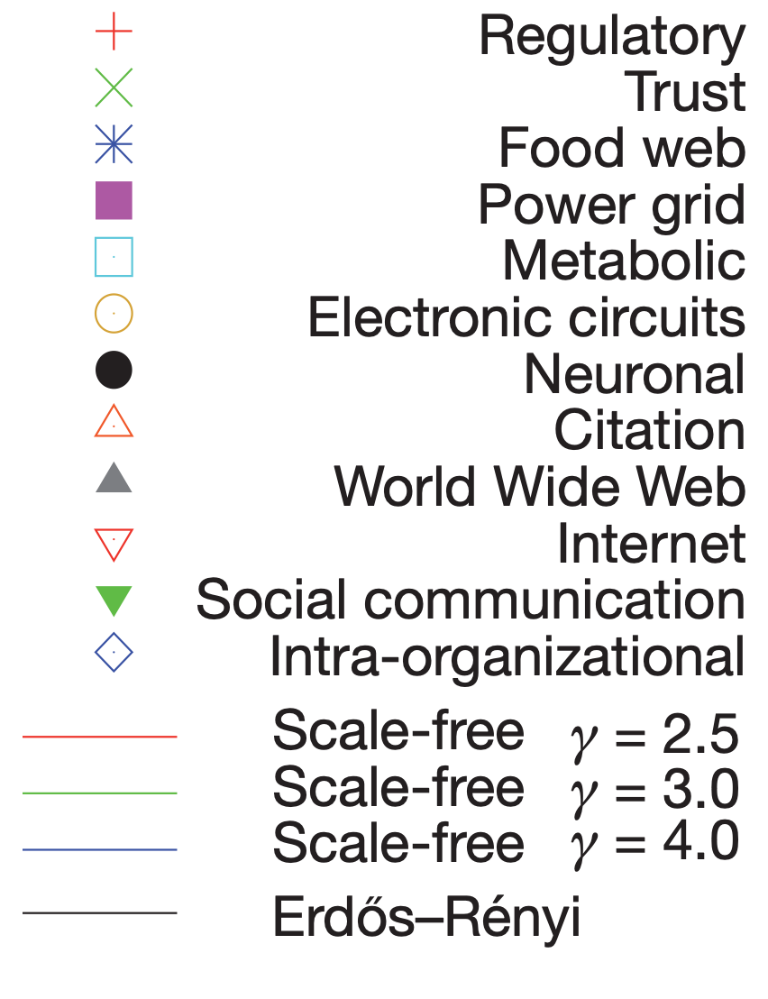 Regulatory
Trust
Food web
Power grid
Metabolic
Electronic circuits
Neuronal
Citation
World Wide Web
Internet
Social communication
Intra-organizational
Scale-free γ = 2.5
Scale-free γ = 3.0
Scale-free γ = 4.0
Erdős–Rényi